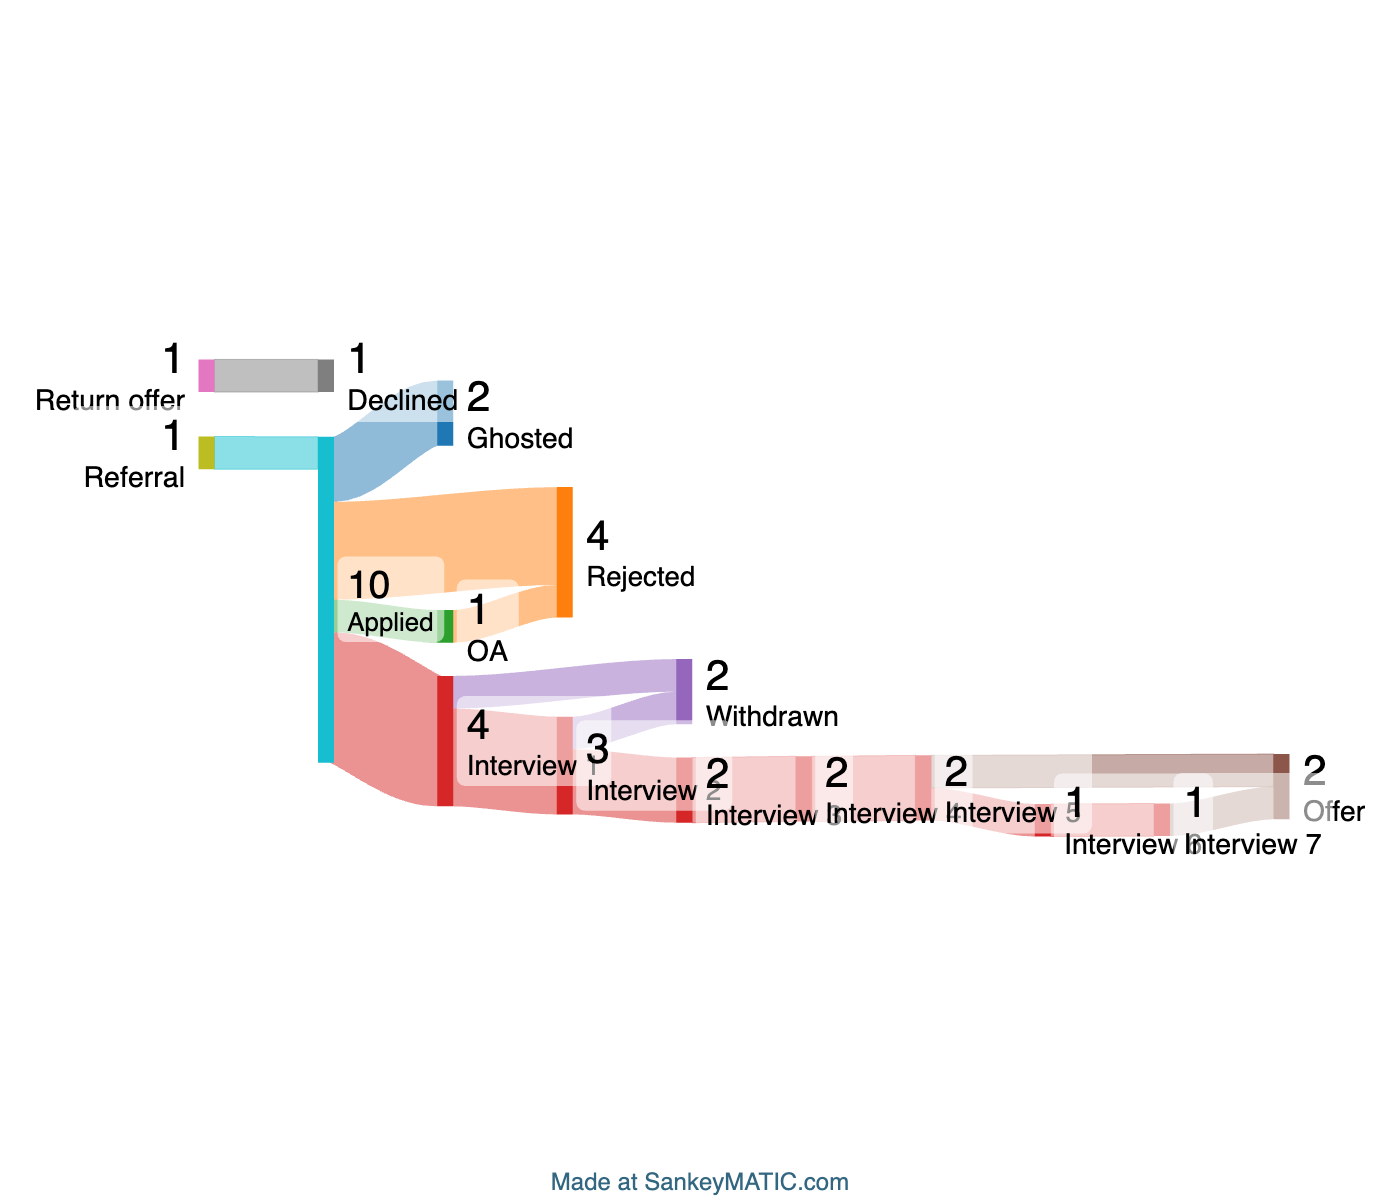 1
Return offer
1
Declined
2
Ghosted
1
Referral
4
Rejected
10
Applied
1
OA
2
Withdrawn
4
Interview 1
3
Interview 2
2
Interview 3
2
Interview 4
2
Interview 5
1
Interview 6
1
Interview 7
2
Offer
Made at SankeyMATIC.com